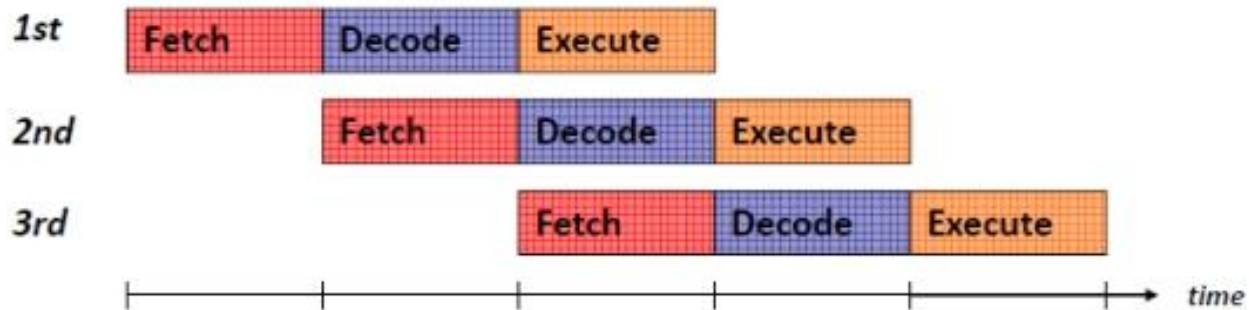 1st Fetch Decode Execute
2nd Fetch Decode Execute
3rd Fetch Decode Execute
time